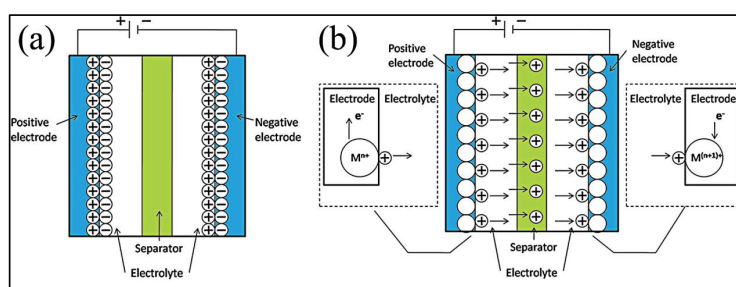 (a)
+ −
Positive
electrode
Negative
electrode
Separator
Electrolyte
(b)
+ −
Positive
electrode
Negative
electrode
Electrode
Electrolyte
e-
Mⁿ⁺
+
Electrolyte
Electrode
e-
M⁽ⁿ⁺¹⁾⁺
+
Separator
Electrolyte